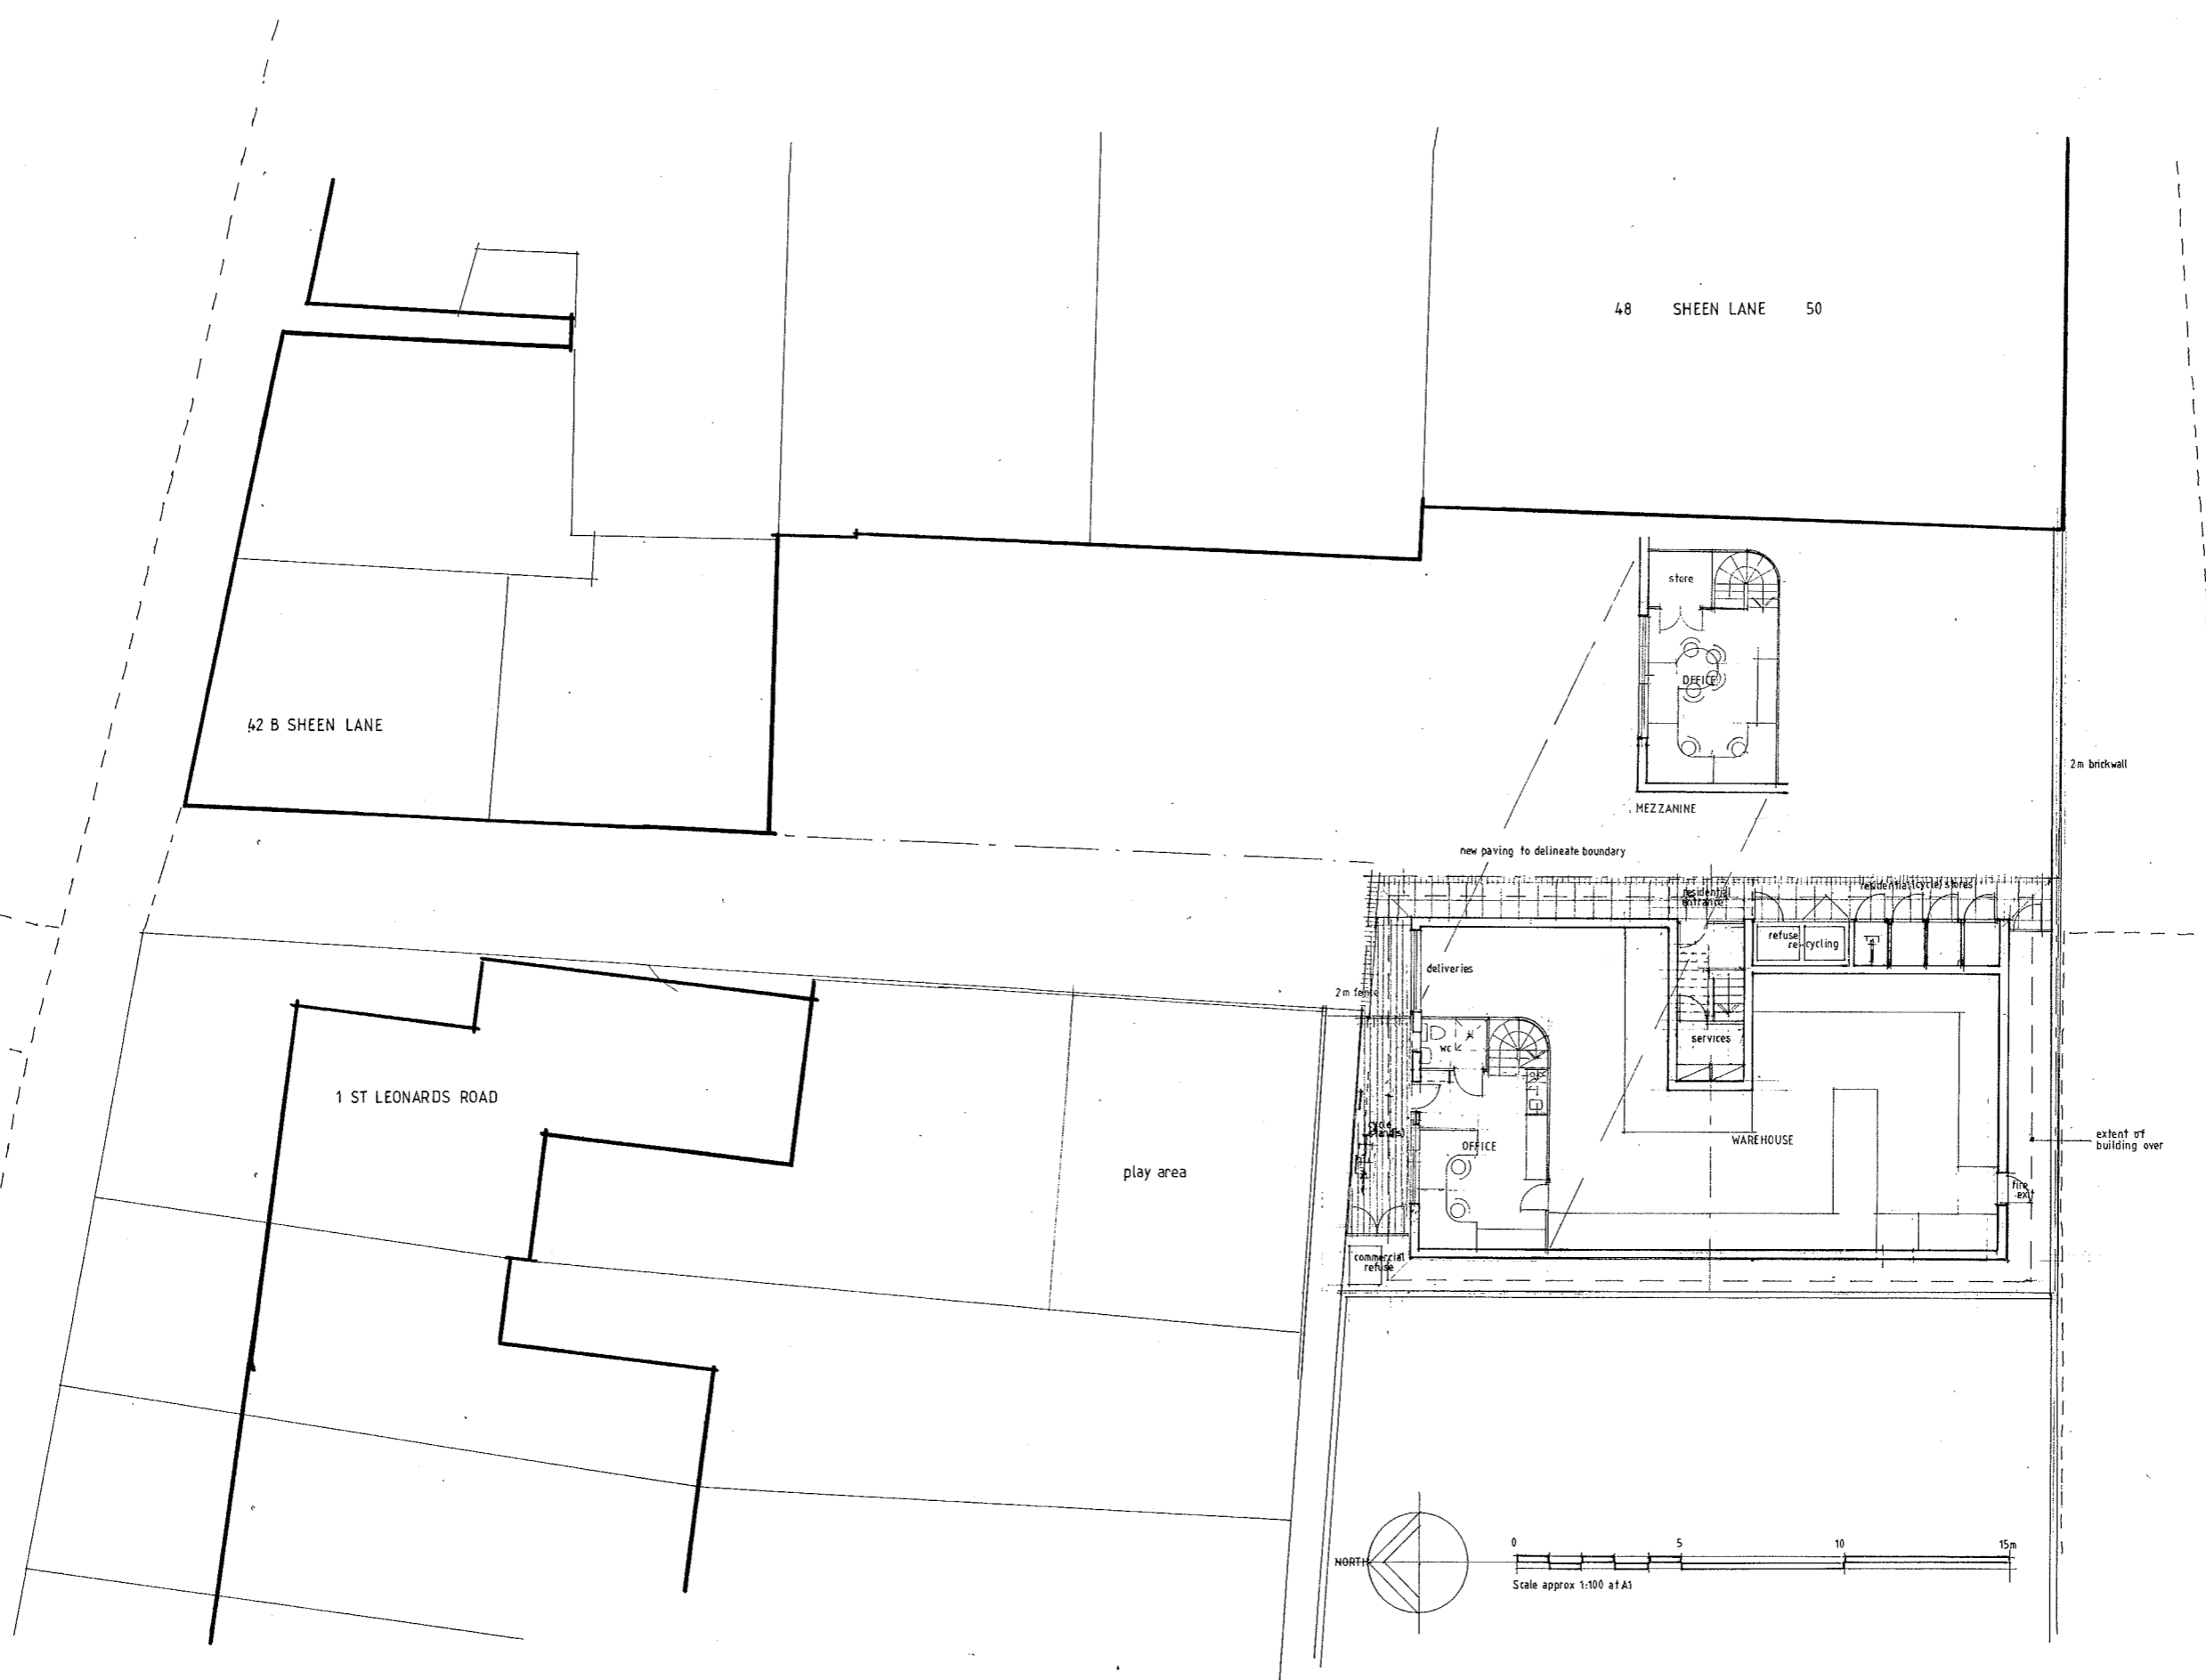 48 SHEEN LANE 50
store
OFFICE
42 B SHEEN LANE
2m brickwall
MEZZANINE
new paving to delineate boundary
residential
entrance
residential (cycle) stores
refuse
re-cycling
deliveries
2m fence
wc
services
1 ST LEONARDS ROAD
cycle
stand(s)
OFFICE
WAREHOUSE
extent of
building over
play area
fire
exit
commercial
refuse
NORTH
0 5 10 15m
Scale approx 1:100 at A1